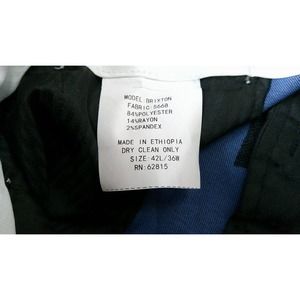 MODEL:BRIXTON
FABRIC:S668
84%POLYESTER
14%RAYON
2%SPANDEX
MADE IN ETHIOPIA
DRY CLEAN ONLY
SIZE:42L/36W
RN:62815